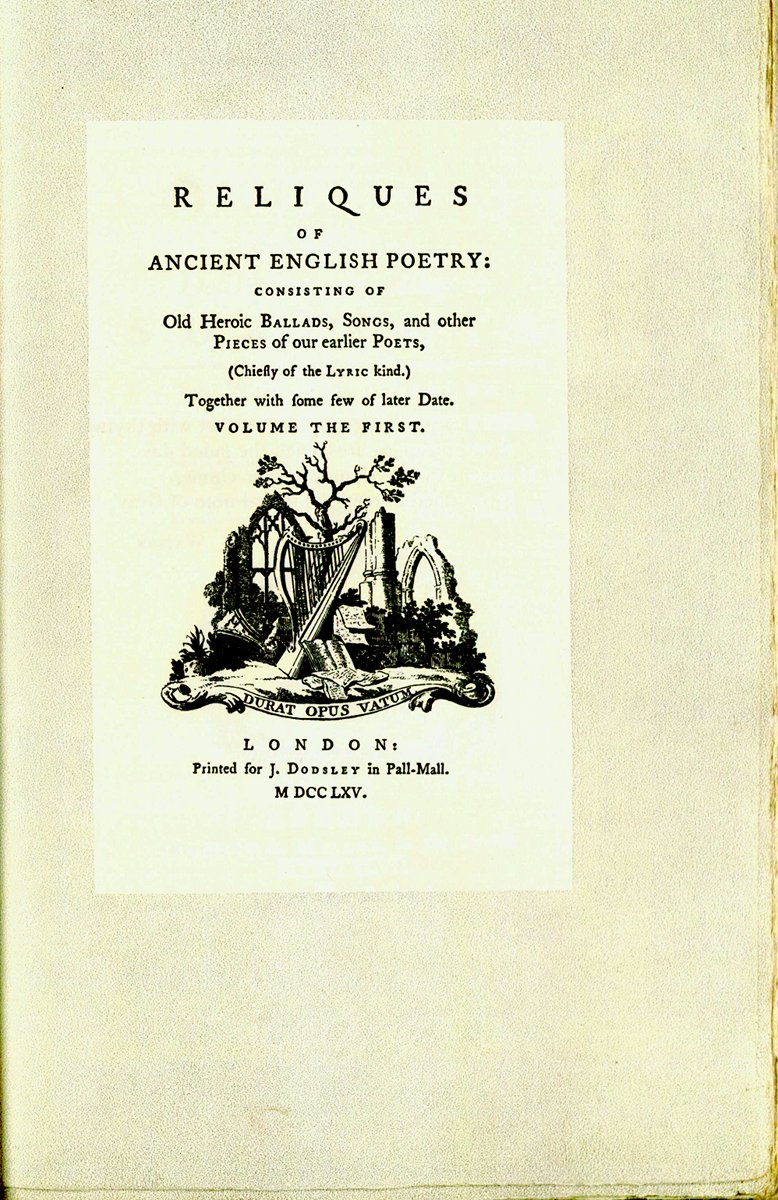 RELIQUES
OF
ANCIENT ENGLISH POETRY:
CONSISTING OF
Old Heroic BALLADS, SONGS, and other
PIECES of our earlier POETS,
(Chiefly of the LYRIC kind.)
Together with ſome few of later Date.
VOLUME THE FIRST.
DURAT OPUS VATUM
LONDON:
Printed for J. DODSLEY in Pall-Mall.
M DCC LXV.